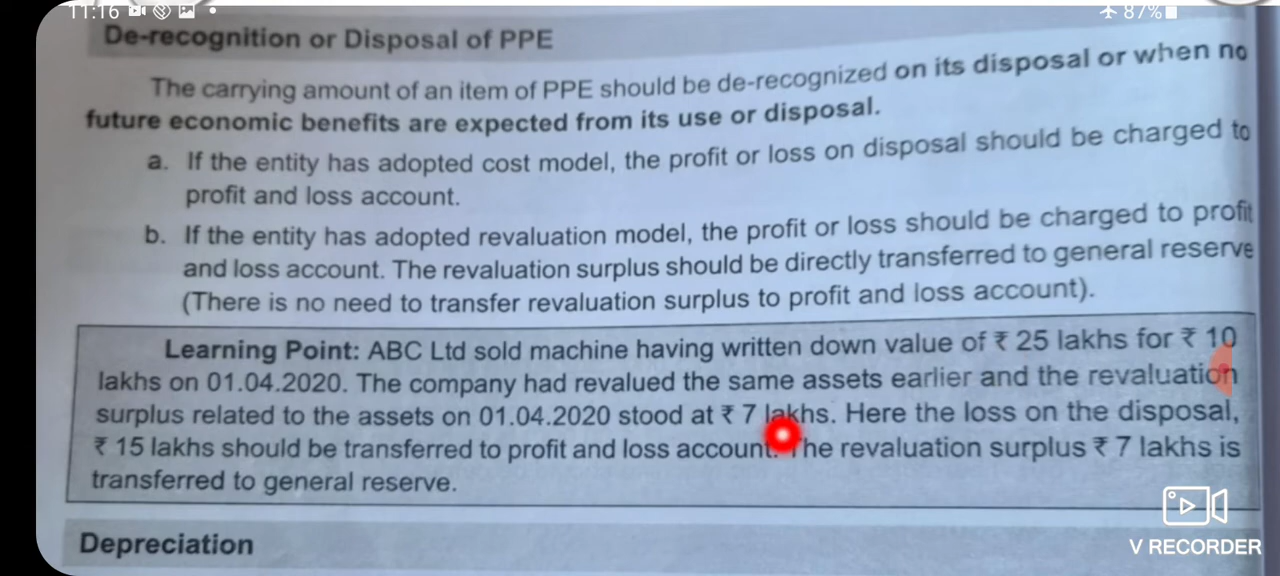 11:16
87%
De-recognition or Disposal of PPE
The carrying amount of an item of PPE should be de-recognized on its disposal or when no
future economic benefits are expected from its use or disposal.
a. If the entity has adopted cost model, the profit or loss on disposal should be charged to
profit and loss account.
b. If the entity has adopted revaluation model, the profit or loss should be charged to profit
and loss account. The revaluation surplus should be directly transferred to general reserve
(There is no need to transfer revaluation surplus to profit and loss account).
Learning Point: ABC Ltd sold machine having written down value of ₹ 25 lakhs for ₹ 10
lakhs on 01.04.2020. The company had revalued the same assets earlier and the revaluation
surplus related to the assets on 01.04.2020 stood at ₹ 7 lakhs. Here the loss on the disposal,
₹ 15 lakhs should be transferred to profit and loss account. The revaluation surplus ₹ 7 lakhs is
transferred to general reserve.
Depreciation
V RECORDER